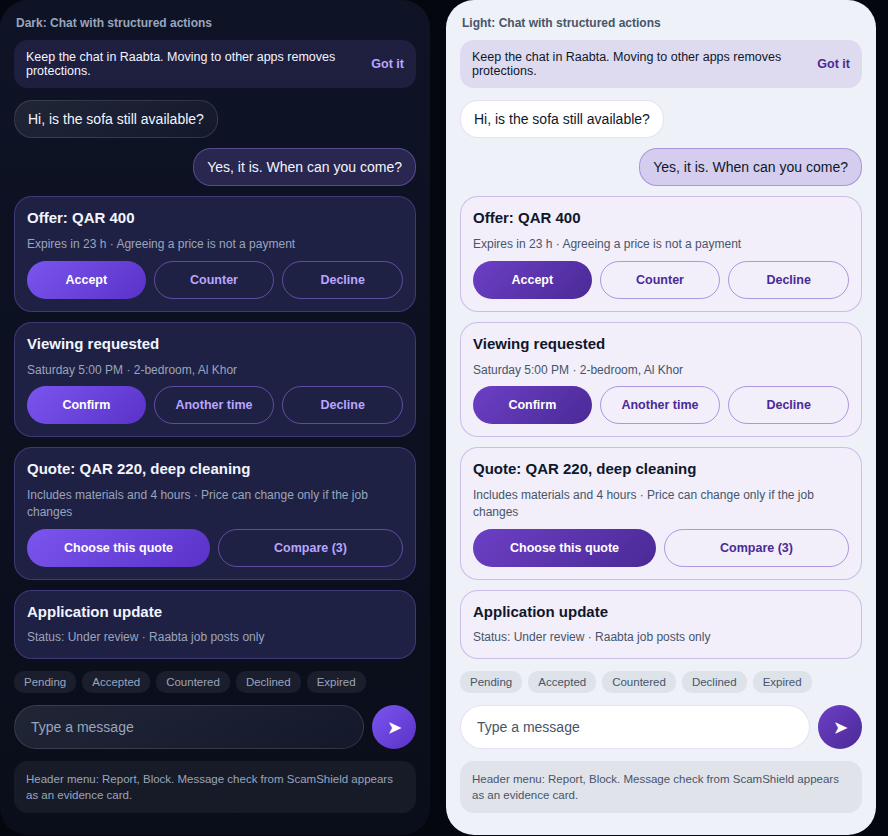 Dark: Chat with structured actions
Keep the chat in Raabta. Moving to other apps removes
protections.
Got it
Hi, is the sofa still available?
Yes, it is. When can you come?
Offer: QAR 400
Expires in 23 h · Agreeing a price is not a payment
Accept Counter Decline
Viewing requested
Saturday 5:00 PM · 2-bedroom, Al Khor
Confirm Another time Decline
Quote: QAR 220, deep cleaning
Includes materials and 4 hours · Price can change only if the job
changes
Choose this quote Compare (3)
Application update
Status: Under review · Raabta job posts only
Pending Accepted Countered Declined Expired
Type a message
Header menu: Report, Block. Message check from ScamShield appears
as an evidence card.
Light: Chat with structured actions
Keep the chat in Raabta. Moving to other apps removes
protections.
Got it
Hi, is the sofa still available?
Yes, it is. When can you come?
Offer: QAR 400
Expires in 23 h · Agreeing a price is not a payment
Accept Counter Decline
Viewing requested
Saturday 5:00 PM · 2-bedroom, Al Khor
Confirm Another time Decline
Quote: QAR 220, deep cleaning
Includes materials and 4 hours · Price can change only if the job
changes
Choose this quote Compare (3)
Application update
Status: Under review · Raabta job posts only
Pending Accepted Countered Declined Expired
Type a message
Header menu: Report, Block. Message check from ScamShield appears
as an evidence card.